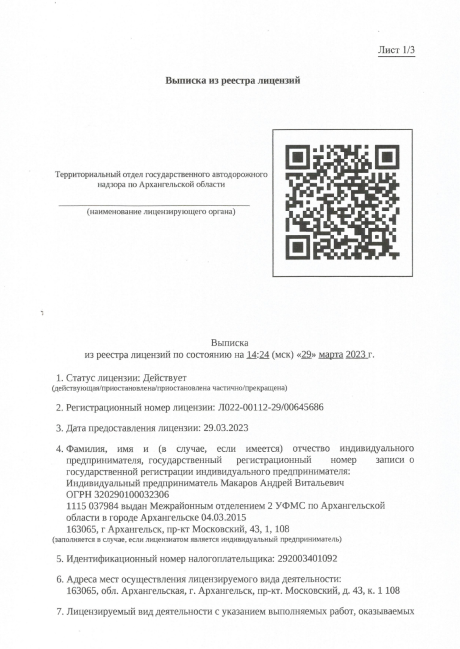 Лист 1/3
Выписка из реестра лицензий
Территориальный отдел государственного автодорожного
надзора по Архангельской области
(наименование лицензирующего органа)
Выписка
из реестра лицензий по состоянию на 14:24 (мск) «29» марта 2023 г.
1. Статус лицензии: Действует
(действующая/приостановлена/приостановлена частично/прекращена)
2. Регистрационный номер лицензии: Л022-00112-29/00645686
3. Дата предоставления лицензии: 29.03.2023
4. Фамилия, имя и (в случае, если имеется) отчество индивидуального
предпринимателя, государственный регистрационный номер записи о
государственной регистрации индивидуального предпринимателя:
Индивидуальный предприниматель Макаров Андрей Витальевич
ОГРН 320290100032306
1115 037984 выдан Межрайонным отделением 2 УФМС по Архангельской
области в городе Архангельске 04.03.2015
163065, г Архангельск, пр-кт Московский, 43, 1, 108
(заполняется в случае, если лицензиатом является индивидуальный предприниматель)
5. Идентификационный номер налогоплательщика: 292003401092
6. Адреса мест осуществления лицензируемого вида деятельности:
163065, обл. Архангельская, г. Архангельск, пр-кт. Московский, д. 43, к. 1 108
7. Лицензируемый вид деятельности с указанием выполняемых работ, оказываемых